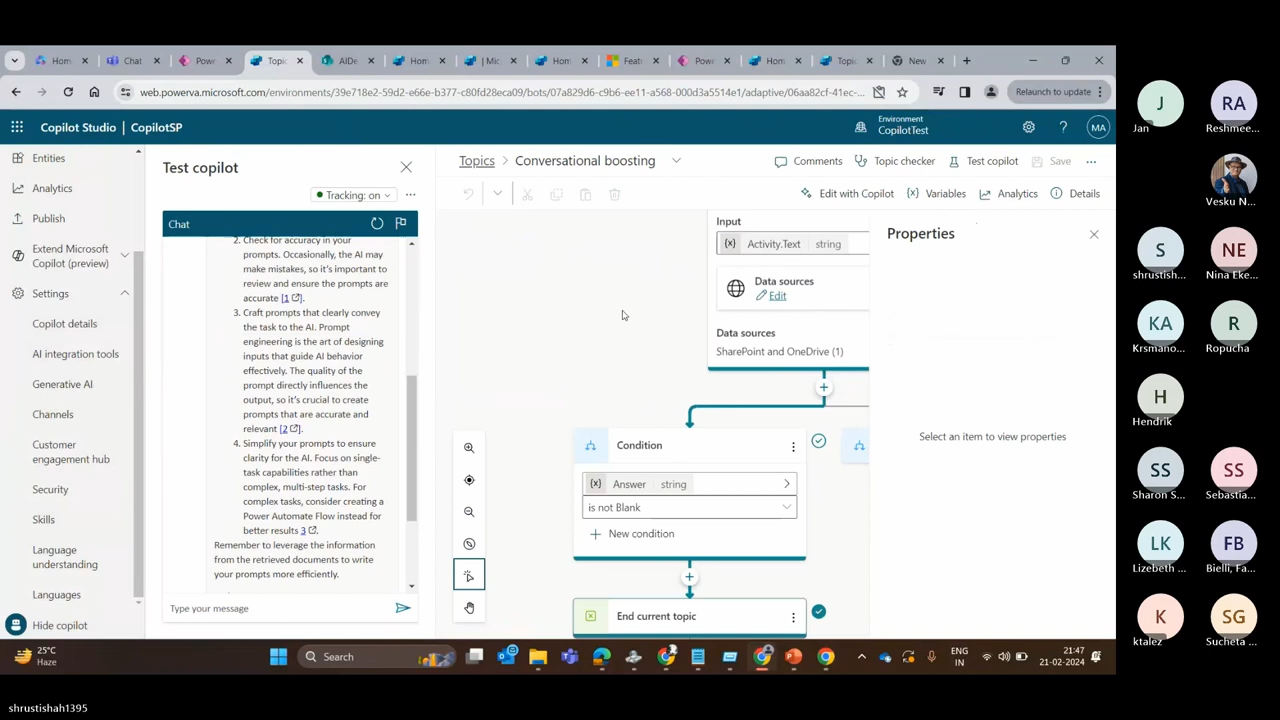 Hom
Chat
Power
Topic
AIDe
Hom
| Mic
Hom
Feat
Pow
Hom
Topic
New
web.powerva.microsoft.com/environments/39e718e2-59d2-e66e-b377-c80fd28eca09/bots/07a829d6-c9b6-ee11-a568-000d3a5514e1/adaptive/06aa82cf-41ec-...
Relaunch to update
Copilot Studio | CopilotSP
Environment
CopilotTest
MA
Entities
Analytics
Publish
Extend Microsoft
Copilot (preview)
Settings
Copilot details
AI integration tools
Generative AI
Channels
Customer
engagement hub
Security
Skills
Language
understanding
Languages
Hide copilot
Test copilot
Tracking: on
Chat
2. Check for accuracy in your
prompts. Occasionally, the AI may
make mistakes, so it's important to
review and ensure the prompts are
accurate [1].
3. Craft prompts that clearly convey
the task to the AI. Prompt
engineering is the art of designing
inputs that guide AI behavior
effectively. The quality of the
prompt directly influences the
output, so it's crucial to create
prompts that are accurate and
relevant [2].
4. Simplify your prompts to ensure
clarity for the AI. Focus on single-
task capabilities rather than
complex, multi-step tasks. For
complex tasks, consider creating a
Power Automate Flow instead for
better results 3.
Remember to leverage the information
from the retrieved documents to write
your prompts more efficiently.
Type your message
Topics > Conversational boosting
Comments
Topic checker
Test copilot
Save
Edit with Copilot
{x} Variables
Analytics
Details
Input
{x} Activity.Text string
Data sources
Edit
Data sources
SharePoint and OneDrive (1)
Condition
{x} Answer string
is not Blank
New condition
End current topic
Properties
Select an item to view properties
25°C
Haze
Search
ENG
IN
21:47
21-02-2024
J
Jan
RA
Reshmee...
Vesku N...
S
shrustish...
NE
Nina Eke...
KA
Krsmano...
R
Ropucha
H
Hendrik
SS
Sharon S...
SS
Sebastia...
LK
Lizebeth ...
FB
Bielli, Fa...
K
ktalez
SG
Sucheta ...
shrustishah1395